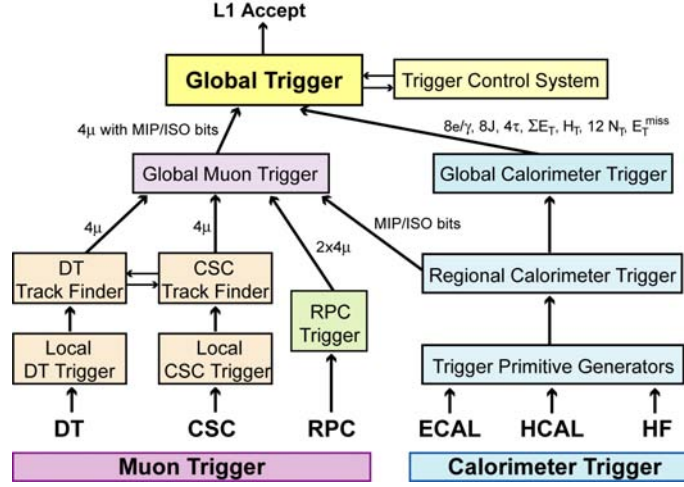 L1 Accept
Global Trigger
Trigger Control System
4μ with MIP/ISO bits
8e/γ, 8J, 4τ, ΣE_T, H_T, 12 N_T, E_T^miss
Global Muon Trigger
Global Calorimeter Trigger
4μ
4μ
2x4μ
MIP/ISO bits
DT
Track Finder
CSC
Track Finder
Regional Calorimeter Trigger
RPC
Trigger
Local
DT Trigger
Local
CSC Trigger
Trigger Primitive Generators
DT
CSC
RPC
ECAL
HCAL
HF
Muon Trigger
Calorimeter Trigger